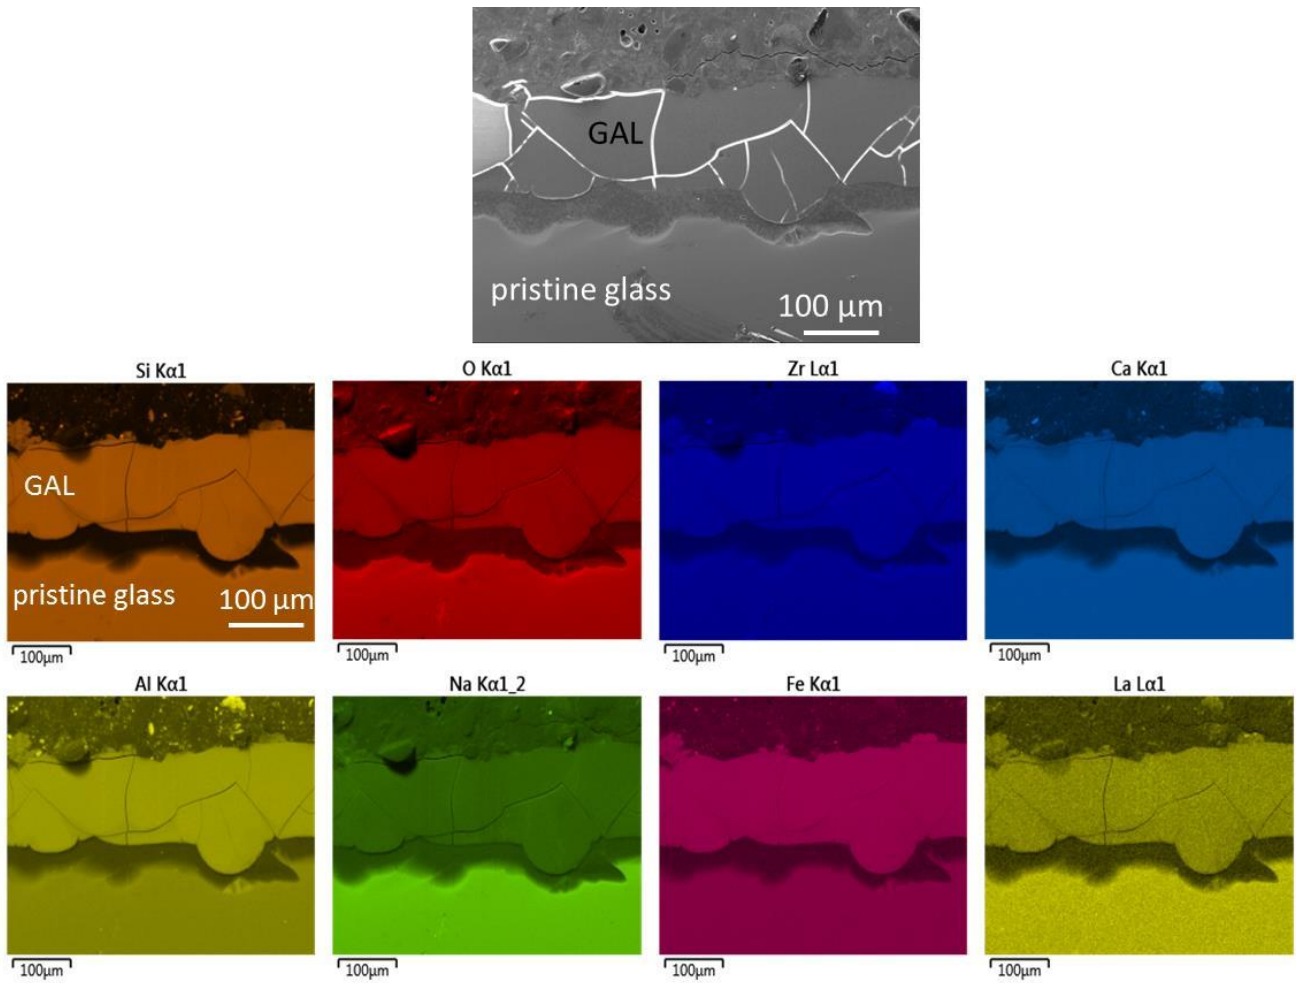 GAL
pristine glass
100 µm
Si Kα1
O Kα1
Zr Lα1
Ca Kα1
GAL
pristine glass
100 µm
100µm
100µm
100µm
100µm
Al Kα1
Na Kα1_2
Fe Kα1
La Lα1
100µm
100µm
100µm
100µm